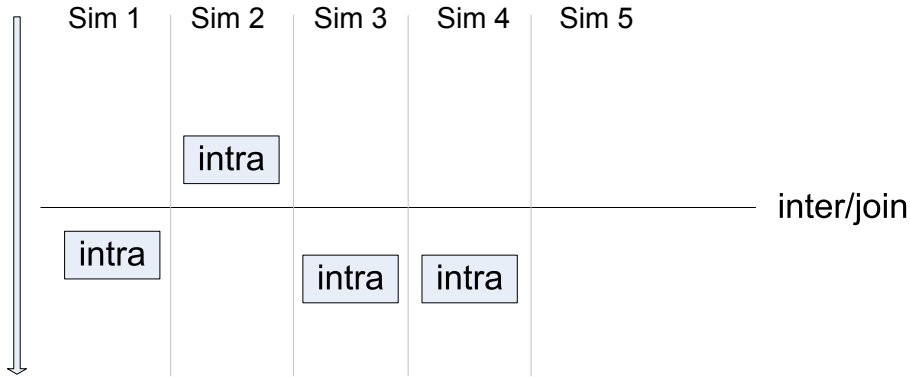 Sim 1 Sim 2 Sim 3 Sim 4 Sim 5
intra
inter/join
intra
intra intra